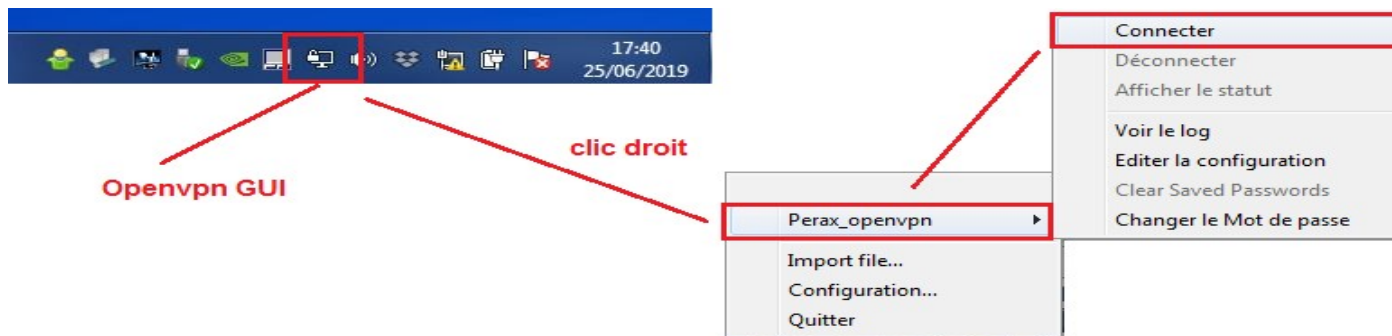 17:40
25/06/2019
Openvpn GUI
clic droit
Perax_openvpn
Import file...
Configuration...
Quitter
Connecter
Déconnecter
Afficher le statut
Voir le log
Editer la configuration
Clear Saved Passwords
Changer le Mot de passe